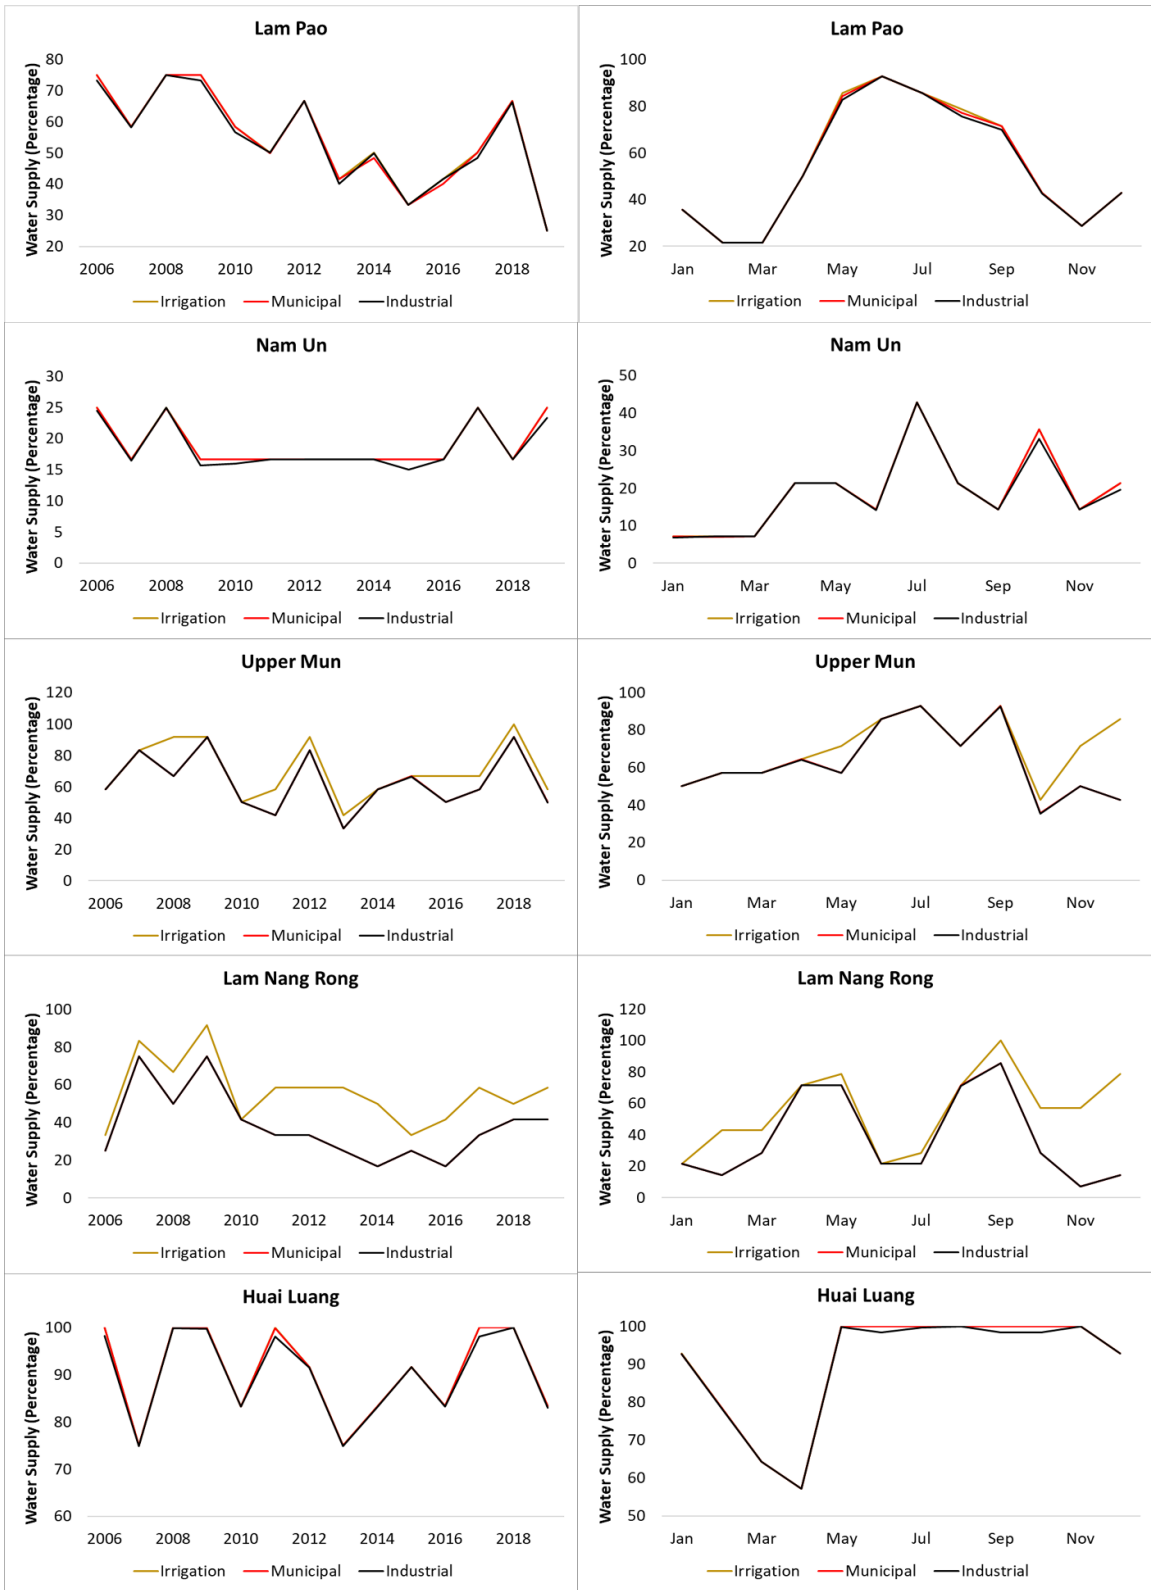 Lam Pao
Water Supply (Percentage)
80
70
60
50
40
30
20
2006 2008 2010 2012 2014 2016 2018
Irrigation Municipal Industrial
Lam Pao
Water Supply (Percentage)
100
80
60
40
20
Jan Mar May Jul Sep Nov
Irrigation Municipal Industrial
Nam Un
Water Supply (Percentage)
30
25
20
15
10
5
0
2006 2008 2010 2012 2014 2016 2018
Irrigation Municipal Industrial
Nam Un
Water Supply (Percentage)
50
40
30
20
10
0
Jan Mar May Jul Sep Nov
Irrigation Municipal Industrial
Upper Mun
Water Supply (Percentage)
120
100
80
60
40
20
0
2006 2008 2010 2012 2014 2016 2018
Irrigation Municipal Industrial
Upper Mun
Water Supply (Percentage)
100
80
60
40
20
0
Jan Mar May Jul Sep Nov
Irrigation Municipal Industrial
Lam Nang Rong
Water Supply (Percentage)
100
80
60
40
20
0
2006 2008 2010 2012 2014 2016 2018
Irrigation Municipal Industrial
Lam Nang Rong
Water Supply (Percentage)
120
100
80
60
40
20
0
Jan Mar May Jul Sep Nov
Irrigation Municipal Industrial
Huai Luang
Water Supply (Percentage)
100
90
80
70
60
2006 2008 2010 2012 2014 2016 2018
Irrigation Municipal Industrial
Huai Luang
Water Supply (Percentage)
100
90
80
70
60
50
Jan Mar May Jul Sep Nov
Irrigation Municipal Industrial